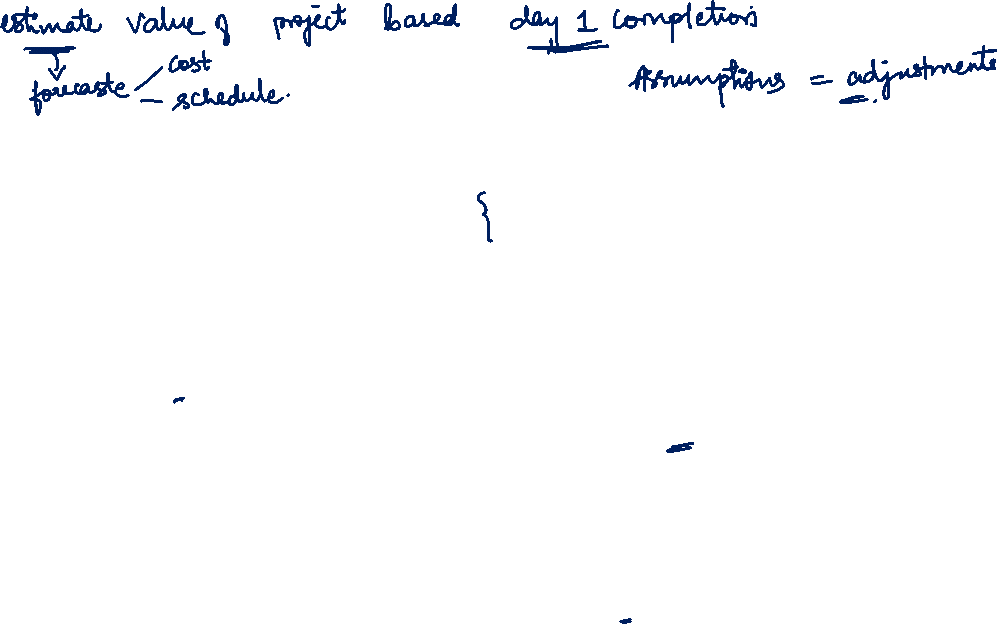 estimate value of project based day 1 completion
forecaste cost
– schedule.
Assumptions = adjustments